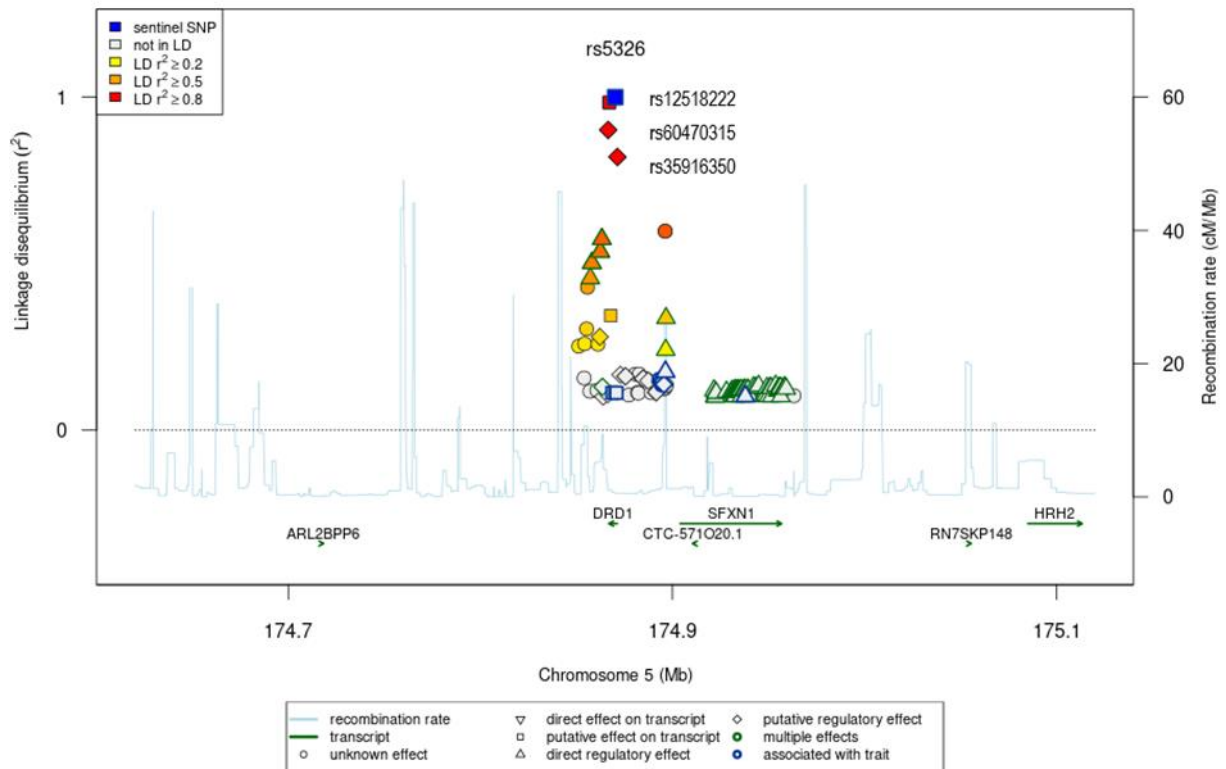 sentinel SNP
not in LD
LD r² ≥ 0.2
LD r² ≥ 0.5
LD r² ≥ 0.8
rs5326
rs12518222
rs60470315
rs35916350
Linkage disequilibrium (r²)
1
0
60
40
20
0
Recombination rate (cM/Mb)
DRD1 SFXN1 HRH2
ARL2BPP6 CTC-571O20.1 RN7SKP148
174.7 174.9 175.1
Chromosome 5 (Mb)
recombination rate direct effect on transcript putative regulatory effect
transcript putative effect on transcript multiple effects
unknown effect direct regulatory effect associated with trait